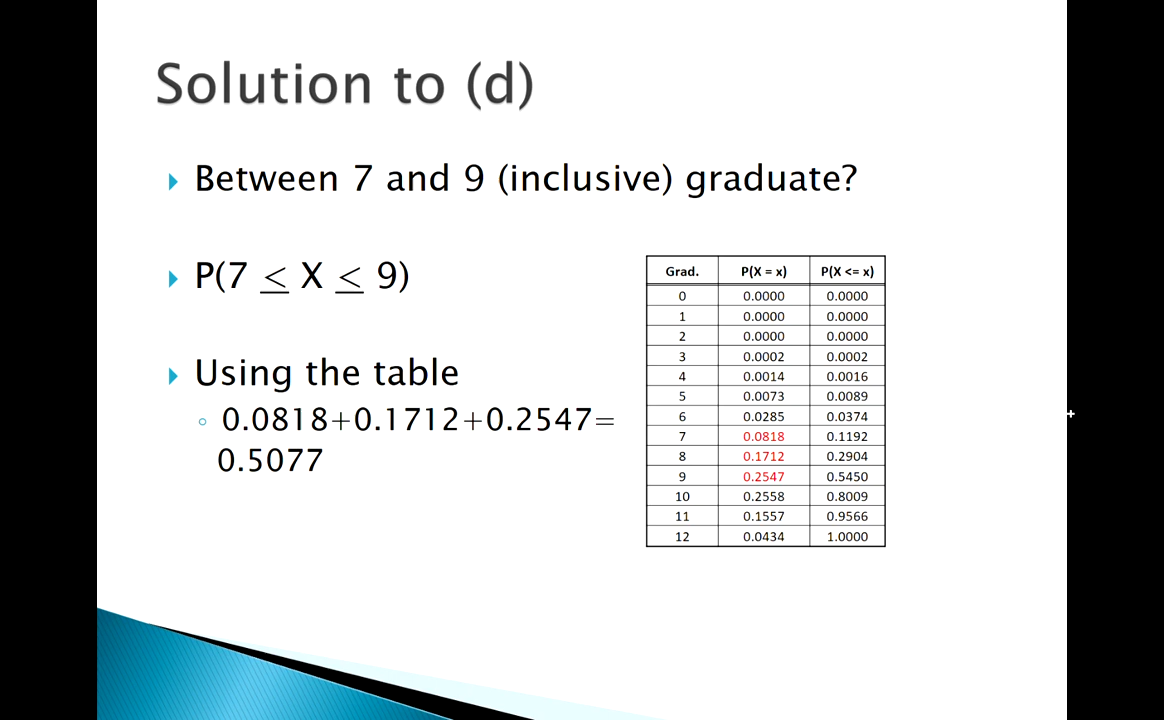 Solution to (d)
Between 7 and 9 (inclusive) graduate?
P(7 ≤ X ≤ 9)
Using the table
0.0818+0.1712+0.2547=
0.5077
Grad. P(X = x) P(X <= x)
0 0.0000 0.0000
1 0.0000 0.0000
2 0.0000 0.0000
3 0.0002 0.0002
4 0.0014 0.0016
5 0.0073 0.0089
6 0.0285 0.0374
7 0.0818 0.1192
8 0.1712 0.2904
9 0.2547 0.5450
10 0.2558 0.8009
11 0.1557 0.9566
12 0.0434 1.0000